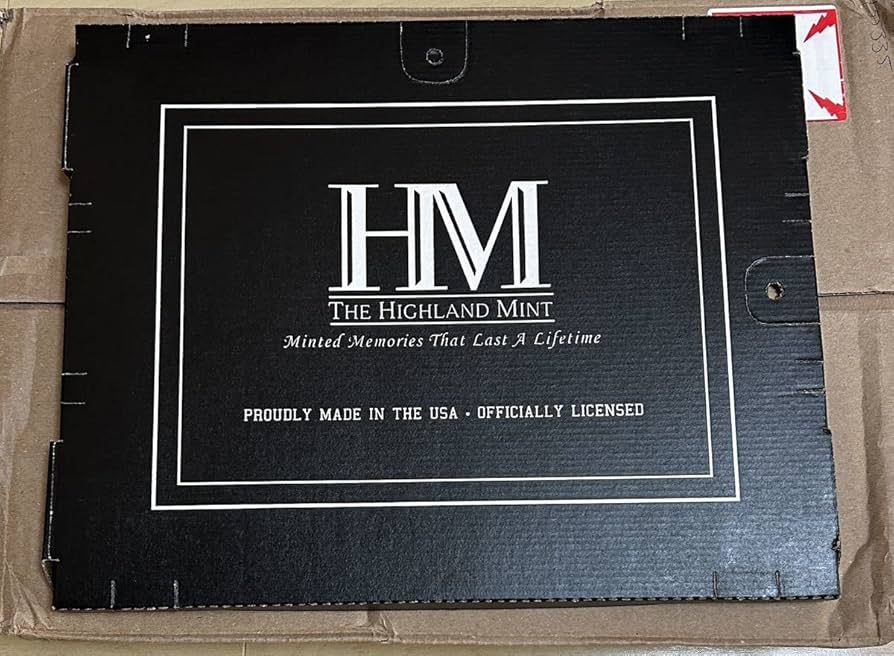 HM
THE HIGHLAND MINT
Minted Memories That Last A Lifetime
PROUDLY MADE IN THE USA • OFFICIALLY LICENSED